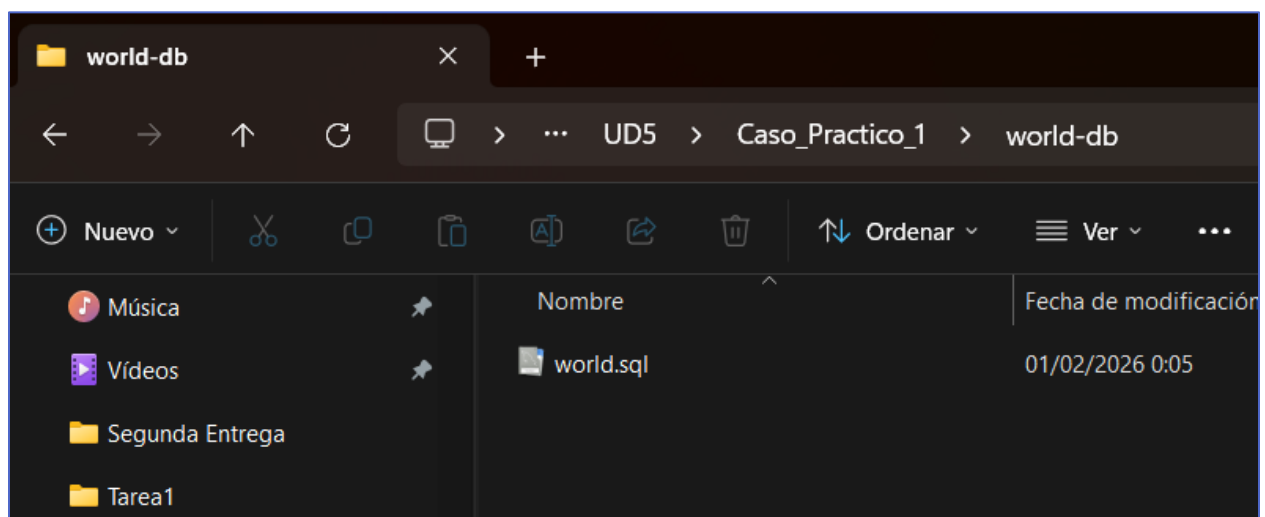 world-db
UD5 > Caso_Practico_1 > world-db
Nuevo Ordenar Ver
Música
Vídeos
Segunda Entrega
Tarea1
Nombre Fecha de modificación
world.sql 01/02/2026 0:05